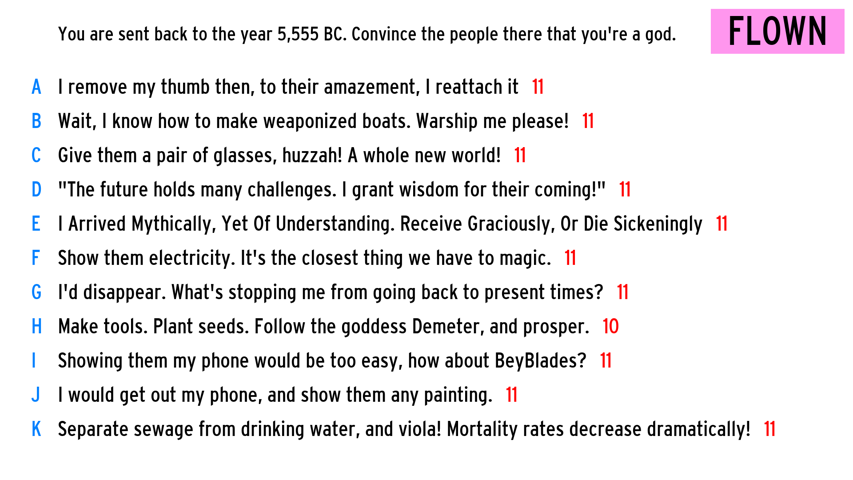 You are sent back to the year 5,555 BC. Convince the people there that you're a god.
FLOWN
A I remove my thumb then, to their amazement, I reattach it 11
B Wait, I know how to make weaponized boats. Warship me please! 11
C Give them a pair of glasses, huzzah! A whole new world! 11
D "The future holds many challenges. I grant wisdom for their coming!" 11
E I Arrived Mythically, Yet Of Understanding. Receive Graciously, Or Die Sickeningly 11
F Show them electricity. It's the closest thing we have to magic. 11
G I'd disappear. What's stopping me from going back to present times? 11
H Make tools. Plant seeds. Follow the goddess Demeter, and prosper. 10
I Showing them my phone would be too easy, how about BeyBlades? 11
J I would get out my phone, and show them any painting. 11
K Separate sewage from drinking water, and viola! Mortality rates decrease dramatically! 11